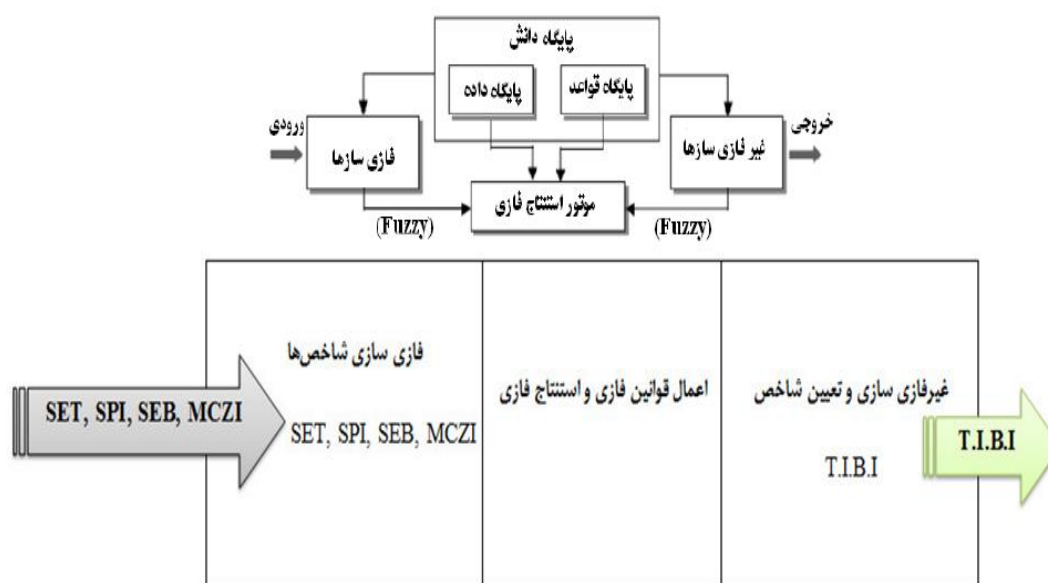 پایگاه دانش
پایگاه قواعد
پایگاه داده
ورودی
خروجی
فازی سازها
غیر فازی سازها
موتور استنتاج فازی
(Fuzzy)
(Fuzzy)
SET, SPI, SEB, MCZI
فازی سازی شاخص‌ها
SET, SPI, SEB, MCZI
اعمال قوانین فازی و استنتاج فازی
غیرفازی سازی و تعیین شاخص
T.I.B.I
T.I.B.I